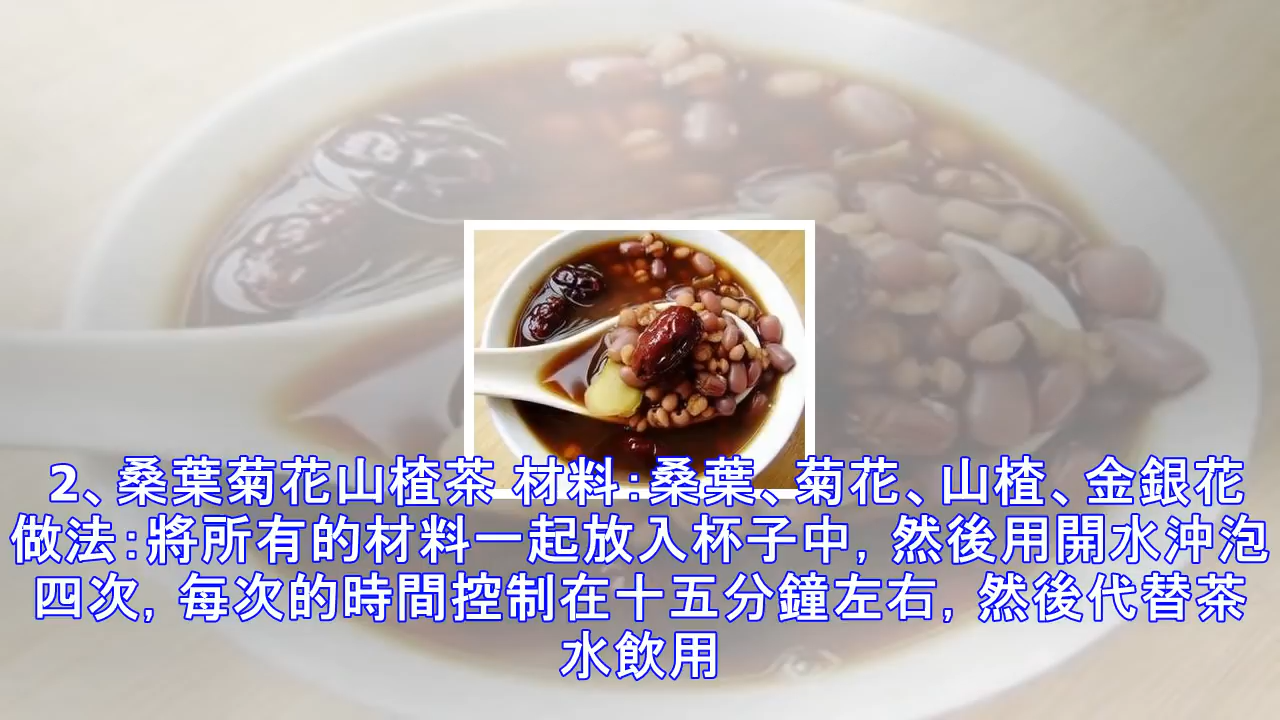 2、桑葉菊花山楂茶 材料:桑葉、菊花、山楂、金銀花
做法:將所有的材料一起放入杯子中, 然後用開水沖泡
四次, 每次的時間控制在十五分鐘左右, 然後代替茶
水飲用